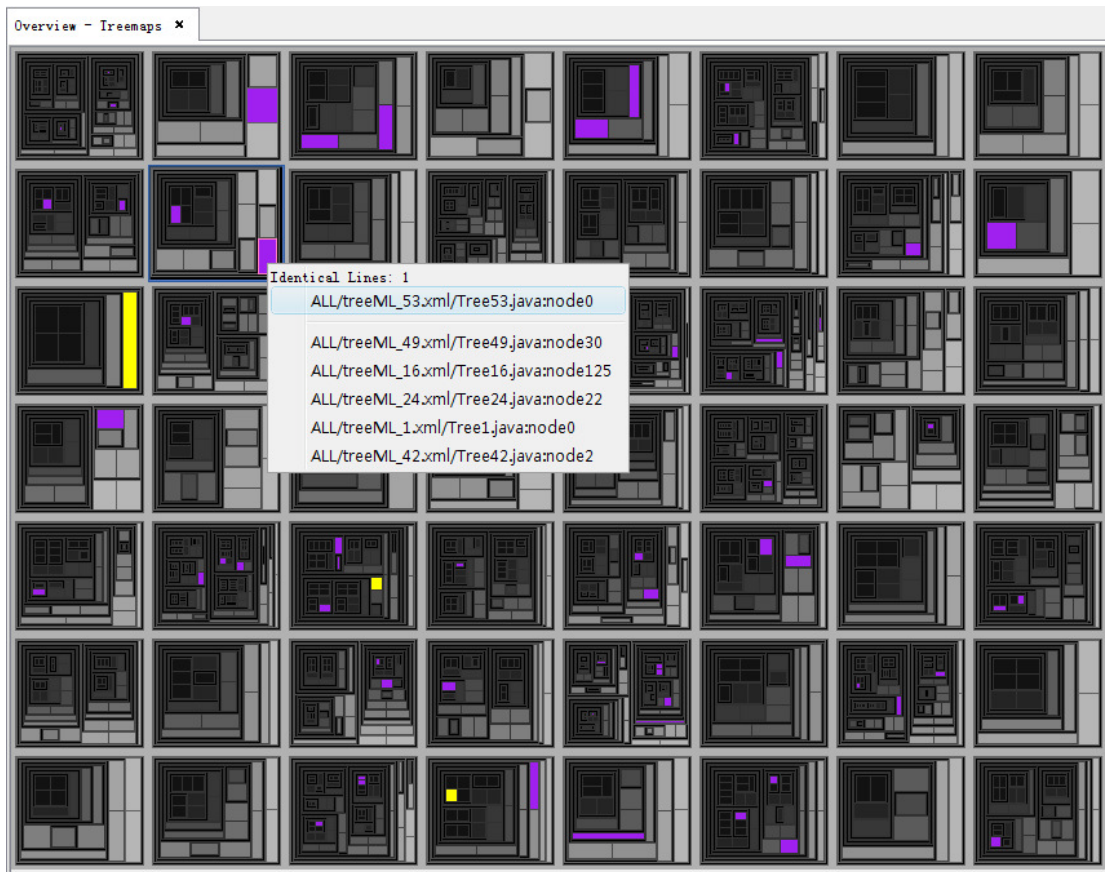 Overview - Treemaps ×
Identical Lines: 1
ALL/treeML_53.xml/Tree53.java:node0
ALL/treeML_49.xml/Tree49.java:node30
ALL/treeML_16.xml/Tree16.java:node125
ALL/treeML_24.xml/Tree24.java:node22
ALL/treeML_1.xml/Tree1.java:node0
ALL/treeML_42.xml/Tree42.java:node2